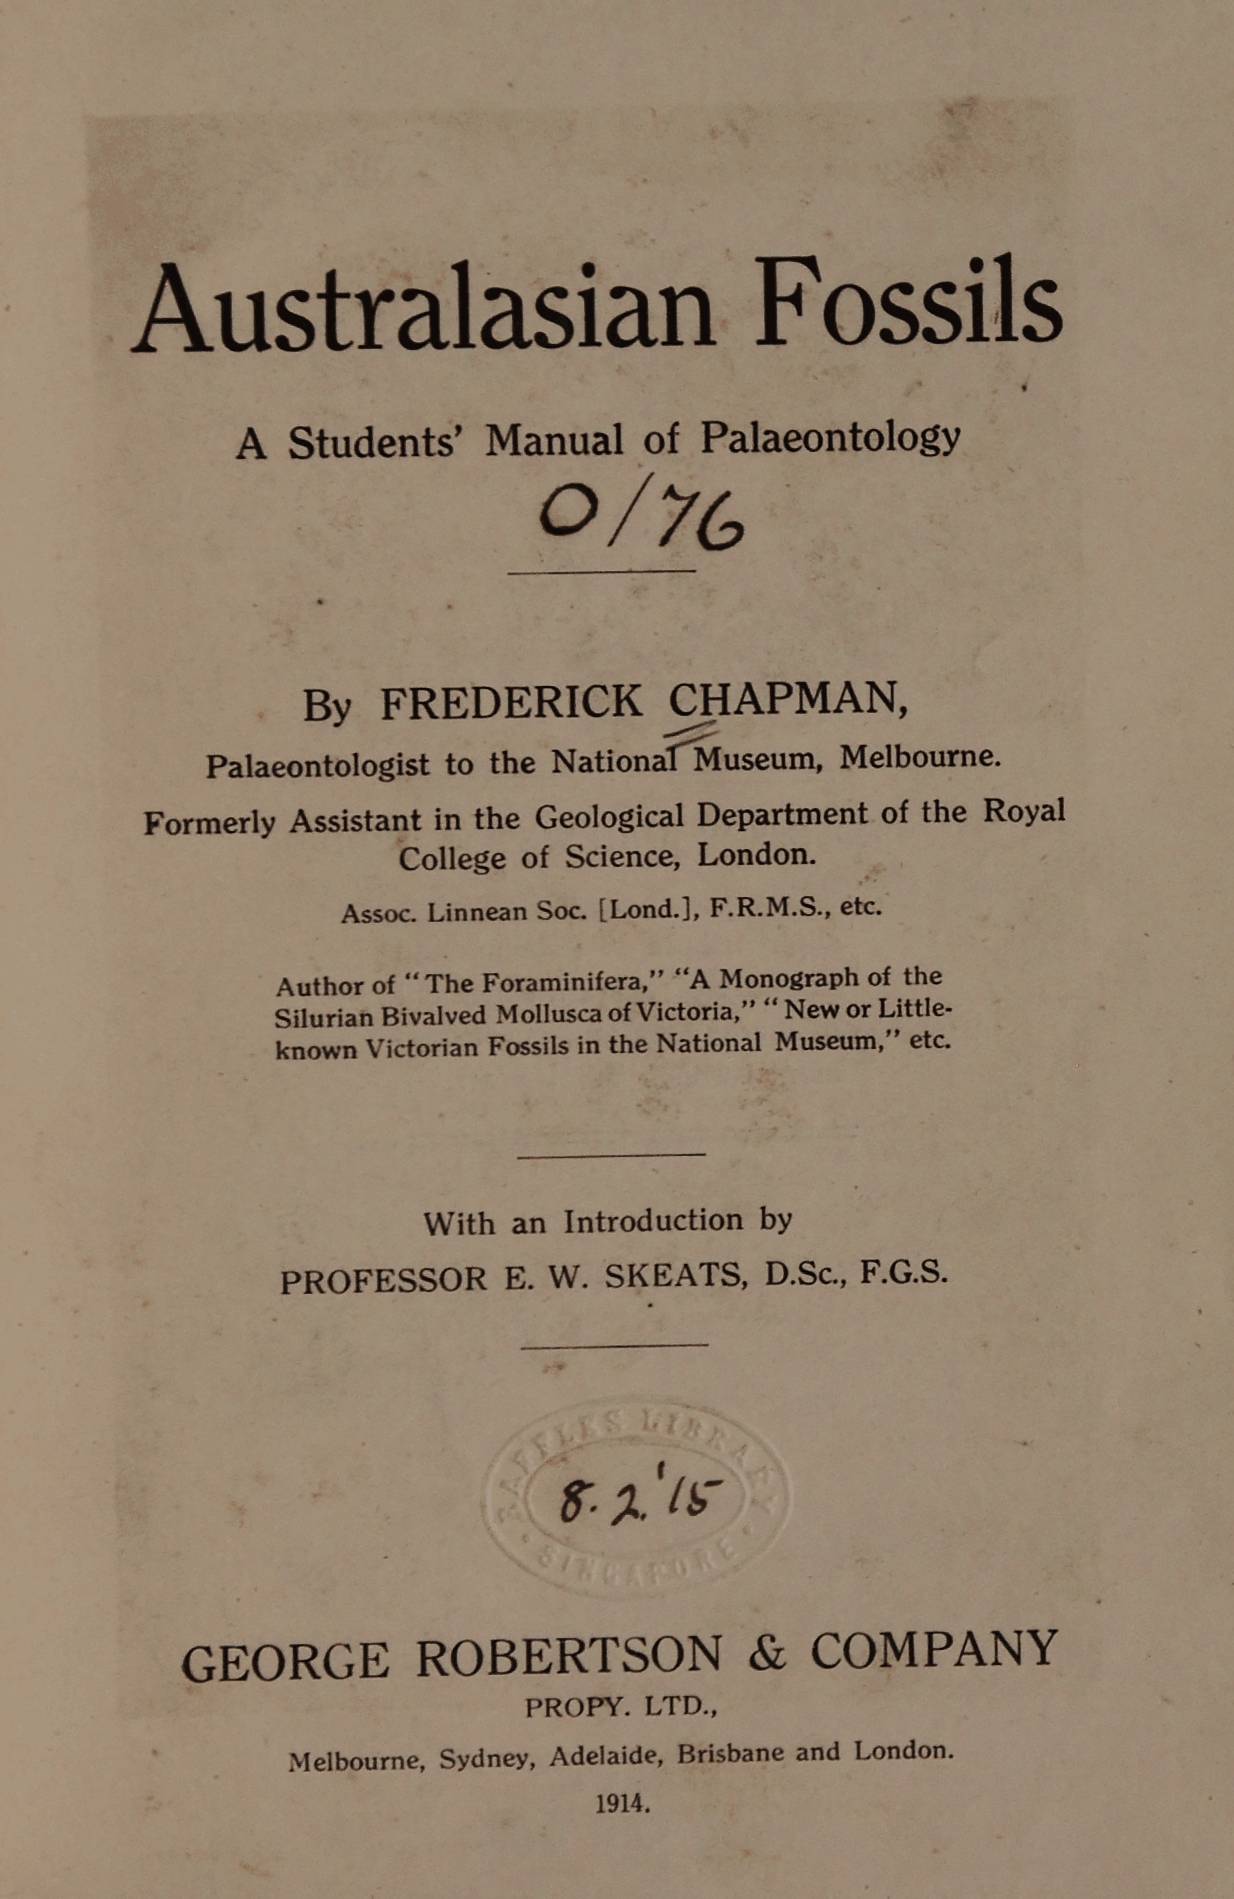 Australasian Fossils
A Students’ Manual of Palaeontology
O/76
By FREDERICK CHAPMAN,
Palaeontologist to the National Museum, Melbourne.
Formerly Assistant in the Geological Department of the Royal
College of Science, London.
Assoc. Linnean Soc. [Lond.], F.R.M.S., etc.
Author of “The Foraminifera,” “A Monograph of the
Silurian Bivalved Mollusca of Victoria,” “New or Little-
known Victorian Fossils in the National Museum,” etc.
With an Introduction by
PROFESSOR E. W. SKEATS, D.Sc., F.G.S.
RAFFLES LIBRARY
8.2.'15
SINGAPORE
GEORGE ROBERTSON & COMPANY
PROPY. LTD.,
Melbourne, Sydney, Adelaide, Brisbane and London.
1914.